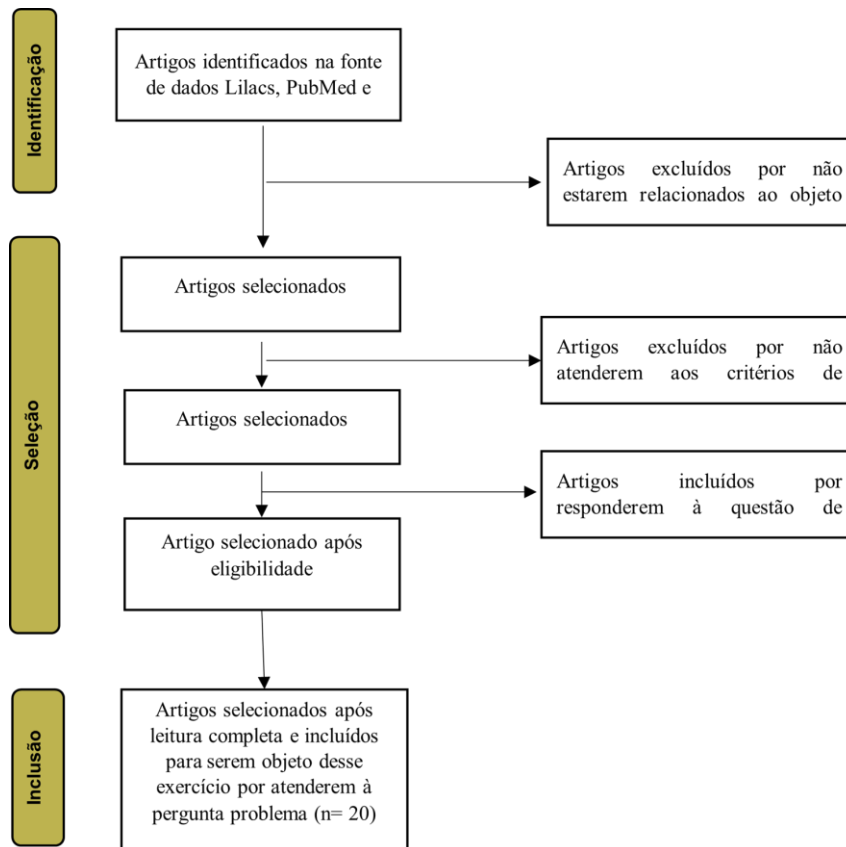 Identificação
Artigos identificados na fonte
de dados Lilacs, PubMed e
Artigos excluídos por não
estarem relacionados ao objeto
Seleção
Artigos selecionados
Artigos excluídos por não
atenderem aos critérios de
Artigos selecionados
Artigos incluídos por
responderem à questão de
Artigo selecionado após
eligibilidade
Inclusão
Artigos selecionados após
leitura completa e incluídos
para serem objeto desse
exercício por atenderem à
pergunta problema (n= 20)